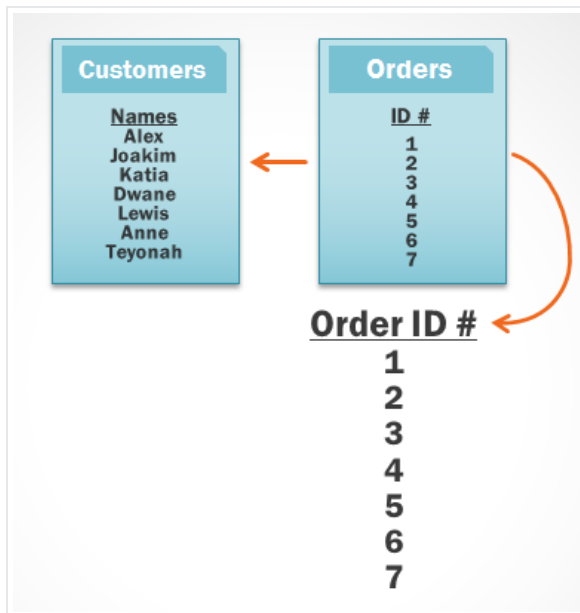 Customers
Names
Alex
Joakim
Katia
Dwane
Lewis
Anne
Teyonah
Orders
ID #
1
2
3
4
5
6
7
Order ID #
1
2
3
4
5
6
7